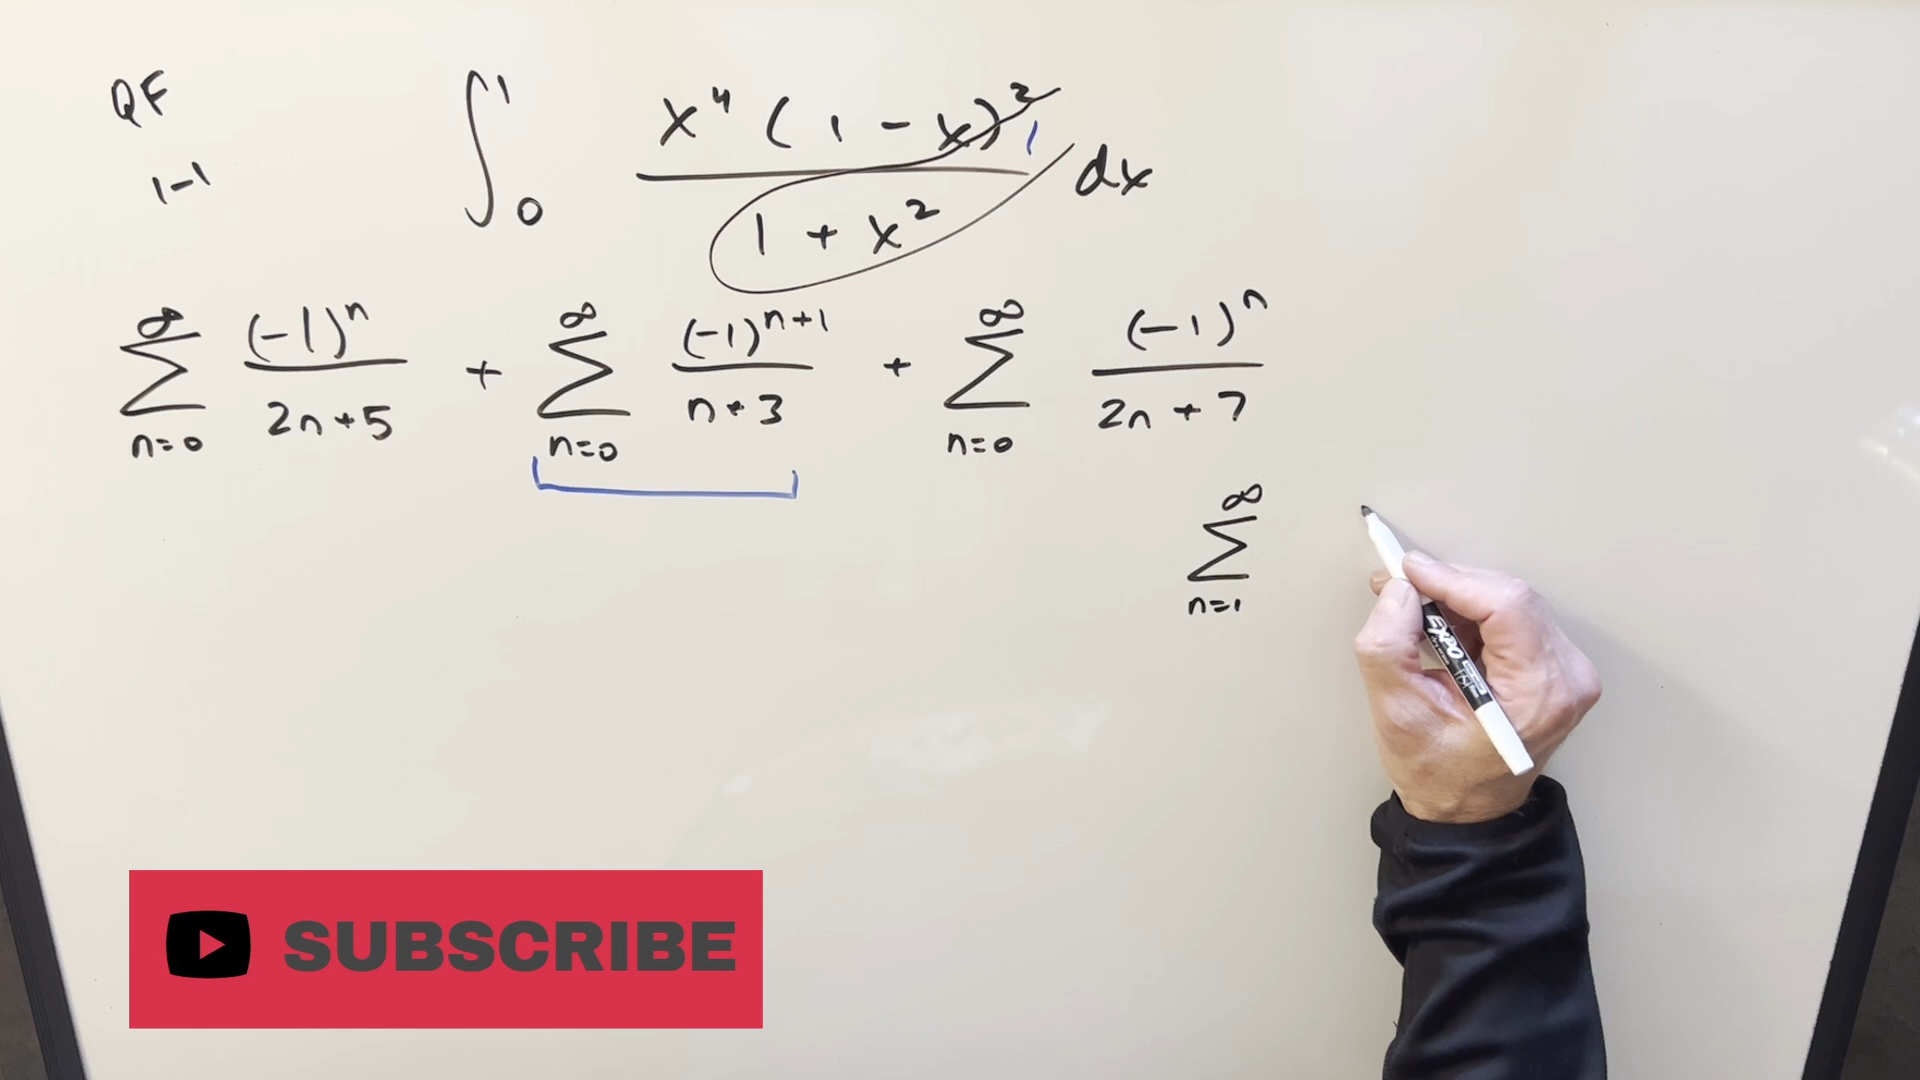 QF
1-1
∫₀¹ x⁴(1-x)² 1 / 1+x² dx
∞ ∑ n=0 (-1)ⁿ / 2n+5 + ∞ ∑ n=0 (-1)ⁿ⁺¹ / n+3 + ∞ ∑ n=0 (-1)ⁿ / 2n+7
∞ ∑ n=1
EXPO
SUBSCRIBE